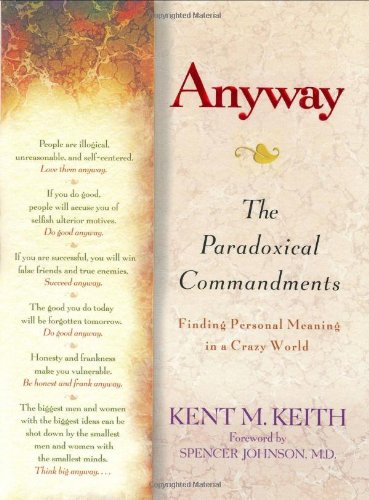 People are illogical,
unreasonable, and self-centered.
Love them anyway.
If you do good,
people will accuse you of
selfish ulterior motives.
Do good anyway.
If you are successful, you will win
false friends and true enemies.
Succeed anyway.
The good you do today
will be forgotten tomorrow.
Do good anyway.
Honesty and frankness
make you vulnerable.
Be honest and frank anyway.
The biggest men and women
with the biggest ideas can be
shot down by the smallest
men and women with
the smallest minds.
Think big anyway. . . .
Anyway
The
Paradoxical
Commandments
Finding Personal Meaning
in a Crazy World
KENT M. KEITH
Foreword by
SPENCER JOHNSON, M.D.